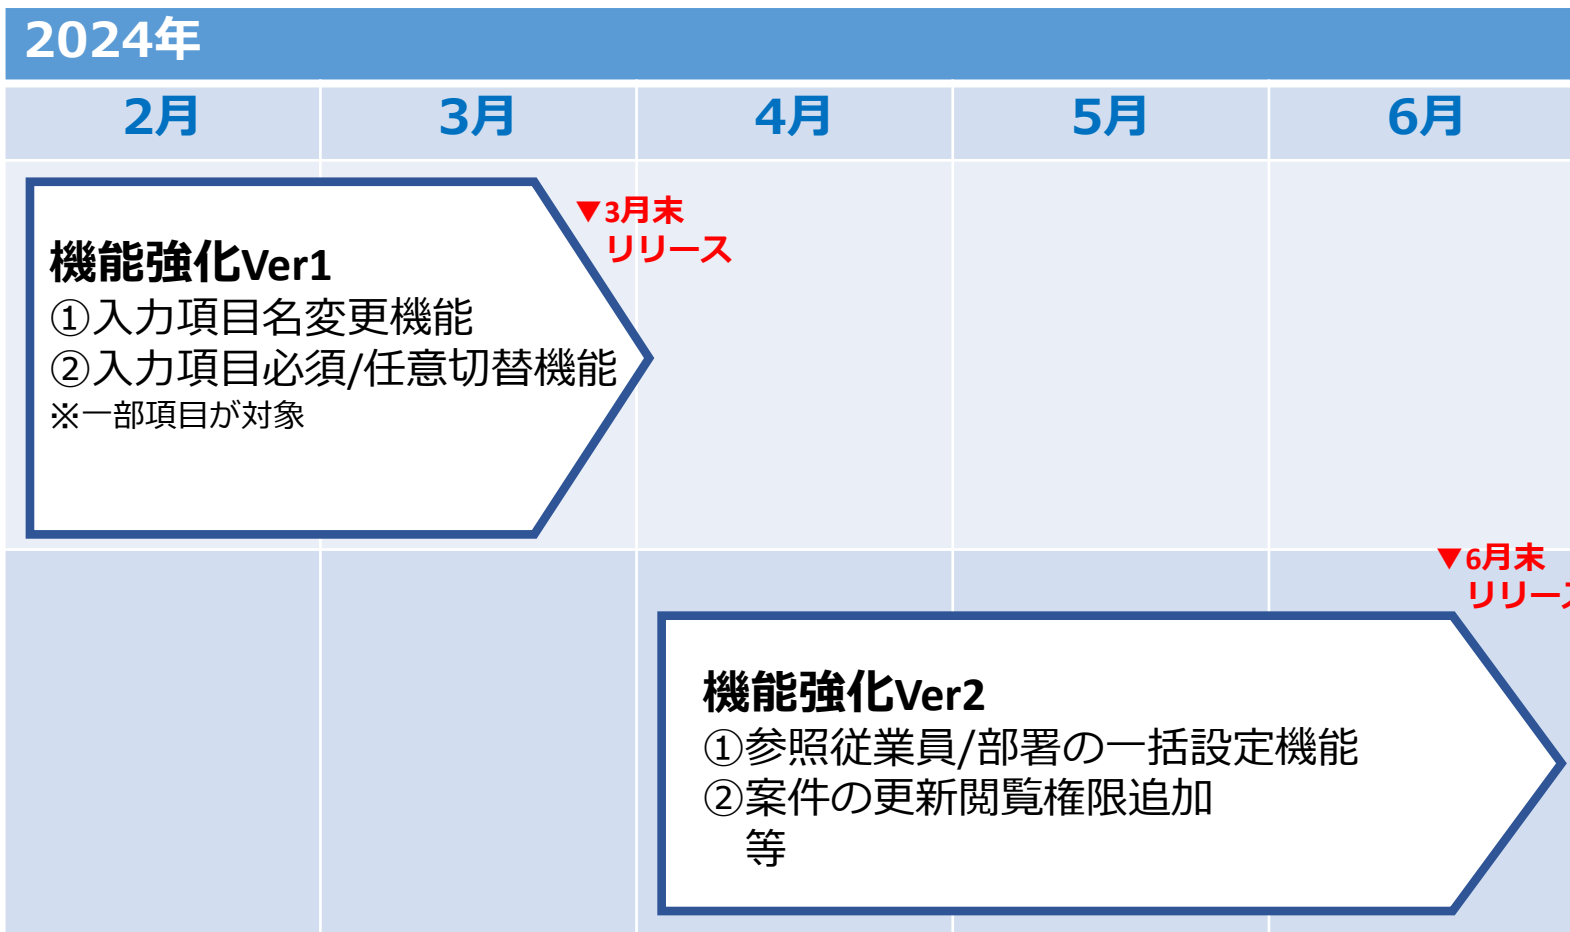 2024年
2月 3月 4月 5月 6月
▼3月末
リリース
機能強化Ver1
①入力項目名変更機能
②入力項目必須/任意切替機能
※一部項目が対象
▼6月末
リリース
機能強化Ver2
①参照従業員/部署の一括設定機能
②案件の更新閲覧権限追加
等